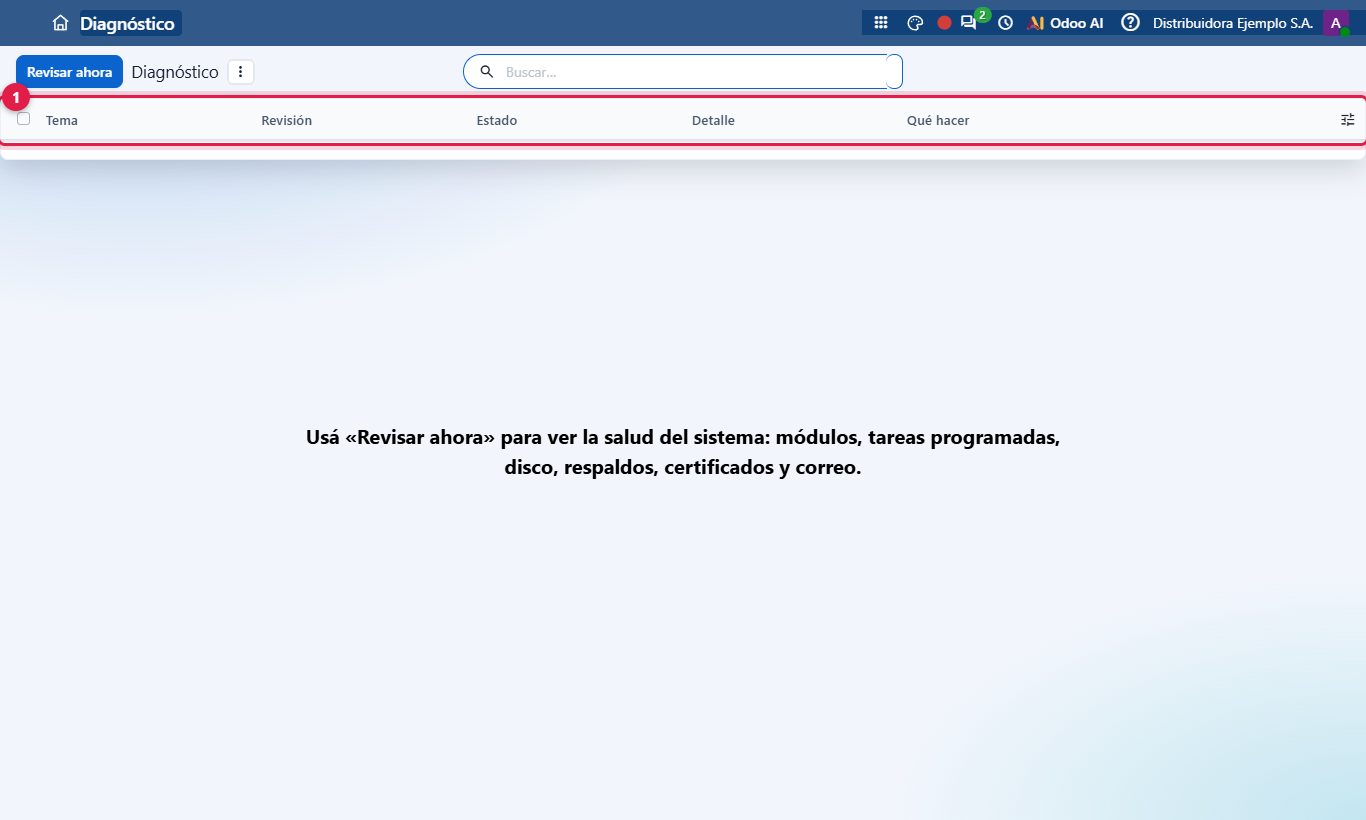 Diagnóstico
2
Odoo AI
Distribuidora Ejemplo S.A.
A
Revisar ahora
Diagnóstico
Buscar...
1
Tema
Revisión
Estado
Detalle
Qué hacer
Usá «Revisar ahora» para ver la salud del sistema: módulos, tareas programadas,
disco, respaldos, certificados y correo.